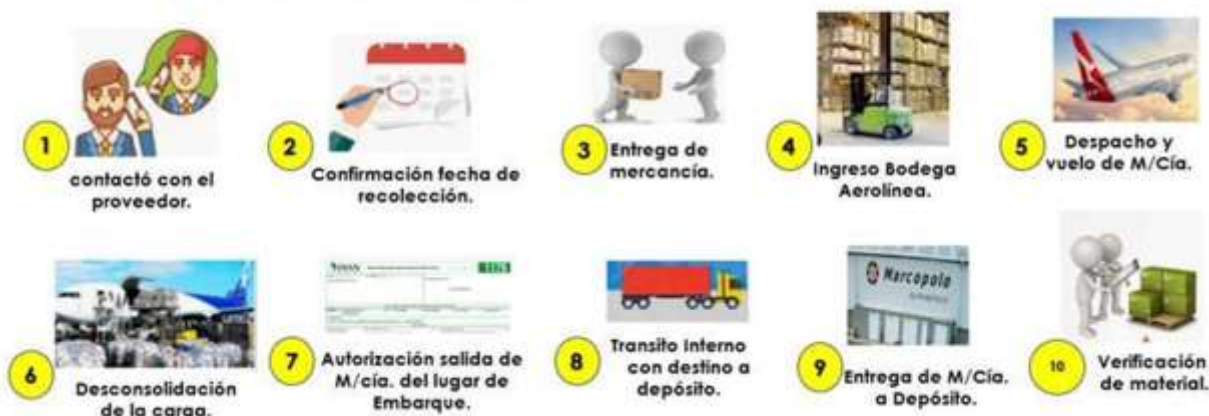 1
contactó con el
proveedor.
2
Confirmación fecha de
recolección.
3
Entrega de
mercancía.
4
Ingreso Bodega
Aerolínea.
5
Despacho y
vuelo de M/Cía.
6
Desconsolidación
de la carga.
7
1178
Autorización salida de
M/cía. del lugar de
Embarque.
8
Transito Interno
con destino a
depósito.
9
Marcopolo
Entrega de M/Cía.
a Depósito.
10
Verificación
de material.